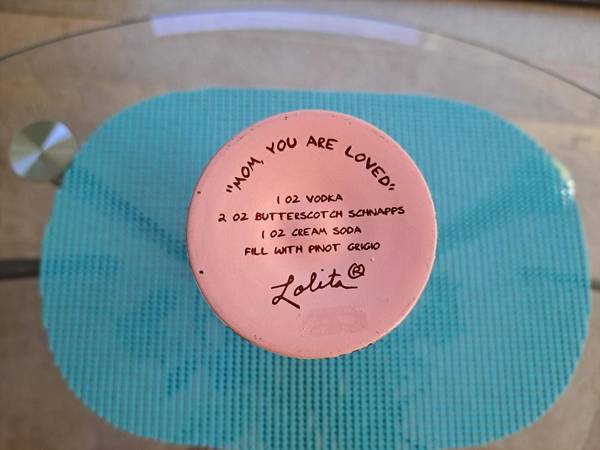 "MOM, YOU ARE LOVED"
1 OZ VODKA
2 OZ BUTTERSCOTCH SCHNAPPS
1 OZ CREAM SODA
FILL WITH PINOT GRIGIO
Lolita ®